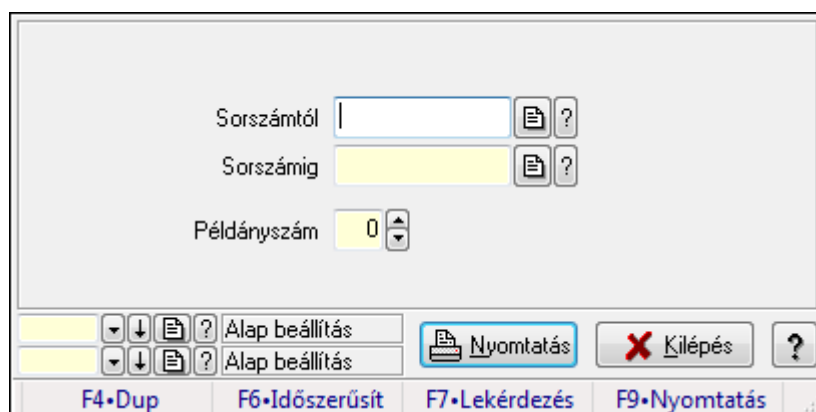 Sorszámtól ?
Sorszámig ?
Példányszám 0
? Alap beállítás
? Alap beállítás
Nyomtatás Kilépés ?
F4•Dup F6•Időszerűsít F7•Lekérdezés F9•Nyomtatás